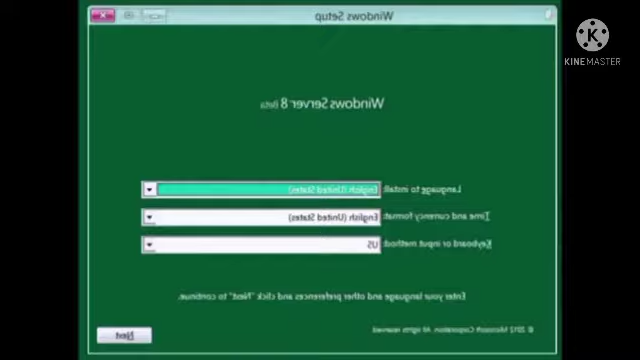 Windows Setup
Windows Server 8 Beta
Language to install: English (United States)
Time and currency format: English (United States)
Keyboard or input method: US
Enter your language and other preferences and click "Next" to continue.
© 2012 Microsoft Corporation. All rights reserved.
Next
K
KINEMASTER